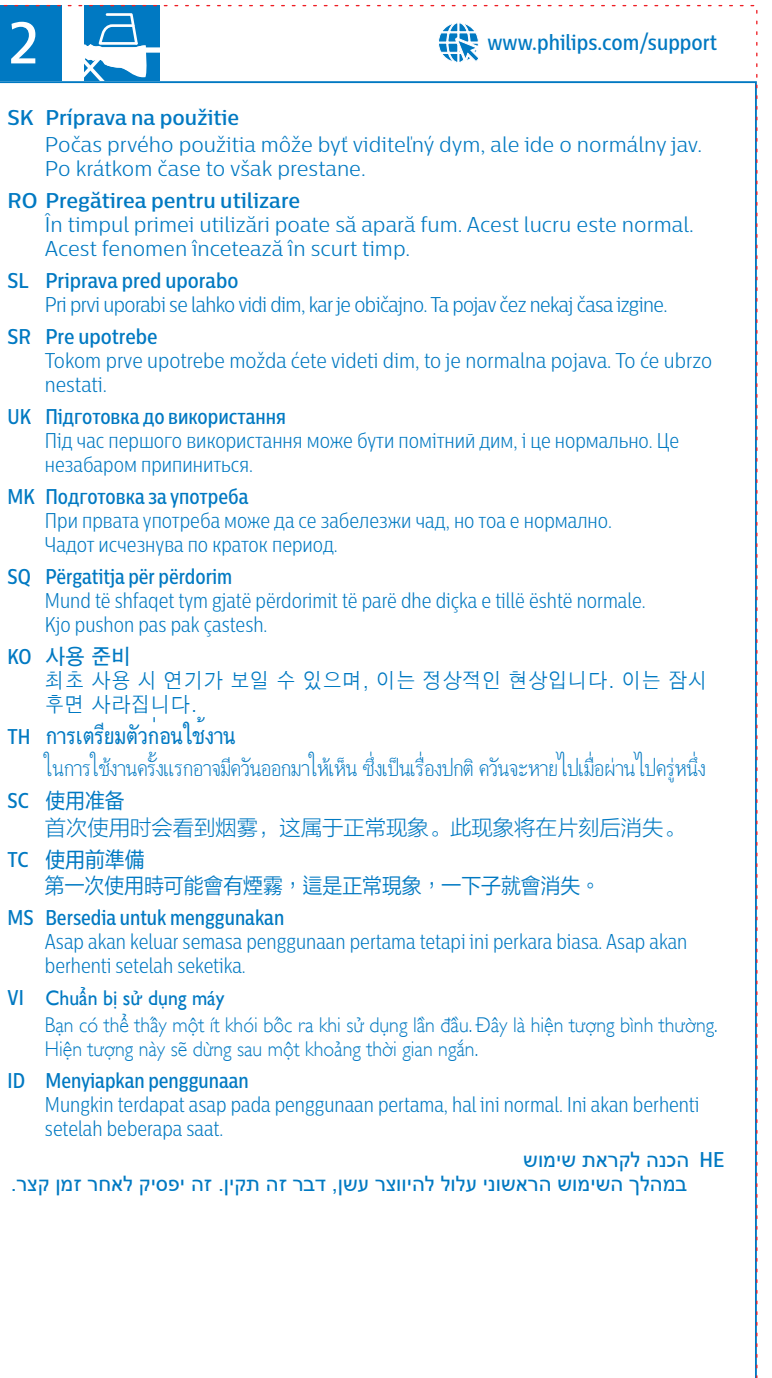 2
www.philips.com/support
SK Príprava na použitie
Počas prvého použitia môže byť viditeľný dym, ale ide o normálny jav.
Po krátkom čase to však prestane.
RO Pregătirea pentru utilizare
În timpul primei utilizări poate să apară fum. Acest lucru este normal.
Acest fenomen încetează în scurt timp.
SL Priprava pred uporabo
Pri prvi uporabi se lahko vidi dim, kar je običajno. Ta pojav čez nekaj časa izgine.
SR Pre upotrebe
Tokom prve upotrebe možda ćete videti dim, to je normalna pojava. To će ubrzo
nestati.
UK Підготовка до використання
Під час першого використання може бути помітний дим, і це нормально. Це
незабаром припиниться.
MK Подготовка за употреба
При првата употреба може да се забележи чад, но тоа е нормално.
Чадот исчезнува по краток период.
SQ Përgatitja për përdorim
Mund të shfaqet tym gjatë përdorimit të parë dhe diçka e tillë është normale.
Kjo pushon pas pak çastesh.
KO 사용 준비
최초 사용 시 연기가 보일 수 있으며, 이는 정상적인 현상입니다. 이는 잠시
후면 사라집니다.
TH การเตรียมตัวก่อนใช้งาน
ในการใช้งานครั้งแรกอาจมีควันออกมาให้เห็น ซึ่งเป็นเรื่องปกติ ควันจะหายไปเมื่อผ่านไปครู่หนึ่ง
SC 使用准备
首次使用时会看到烟雾，这属于正常现象。此现象将在片刻后消失。
TC 使用前準備
第一次使用時可能會有煙霧，這是正常現象，一下子就會消失。
MS Bersedia untuk menggunakan
Asap akan keluar semasa penggunaan pertama tetapi ini perkara biasa. Asap akan
berhenti setelah seketika.
VI Chuẩn bị sử dụng máy
Bạn có thể thấy một ít khói bốc ra khi sử dụng lần đầu. Đây là hiện tượng bình thường.
Hiện tượng này sẽ dừng sau một khoảng thời gian ngắn.
ID Menyiapkan penggunaan
Mungkin terdapat asap pada penggunaan pertama, hal ini normal. Ini akan berhenti
setelah beberapa saat.
HE הכנה לקראת שימוש
במהלך השימוש הראשוני עלול להיווצר עשן, דבר זה תקין. זה יפסיק לאחר זמן קצר.